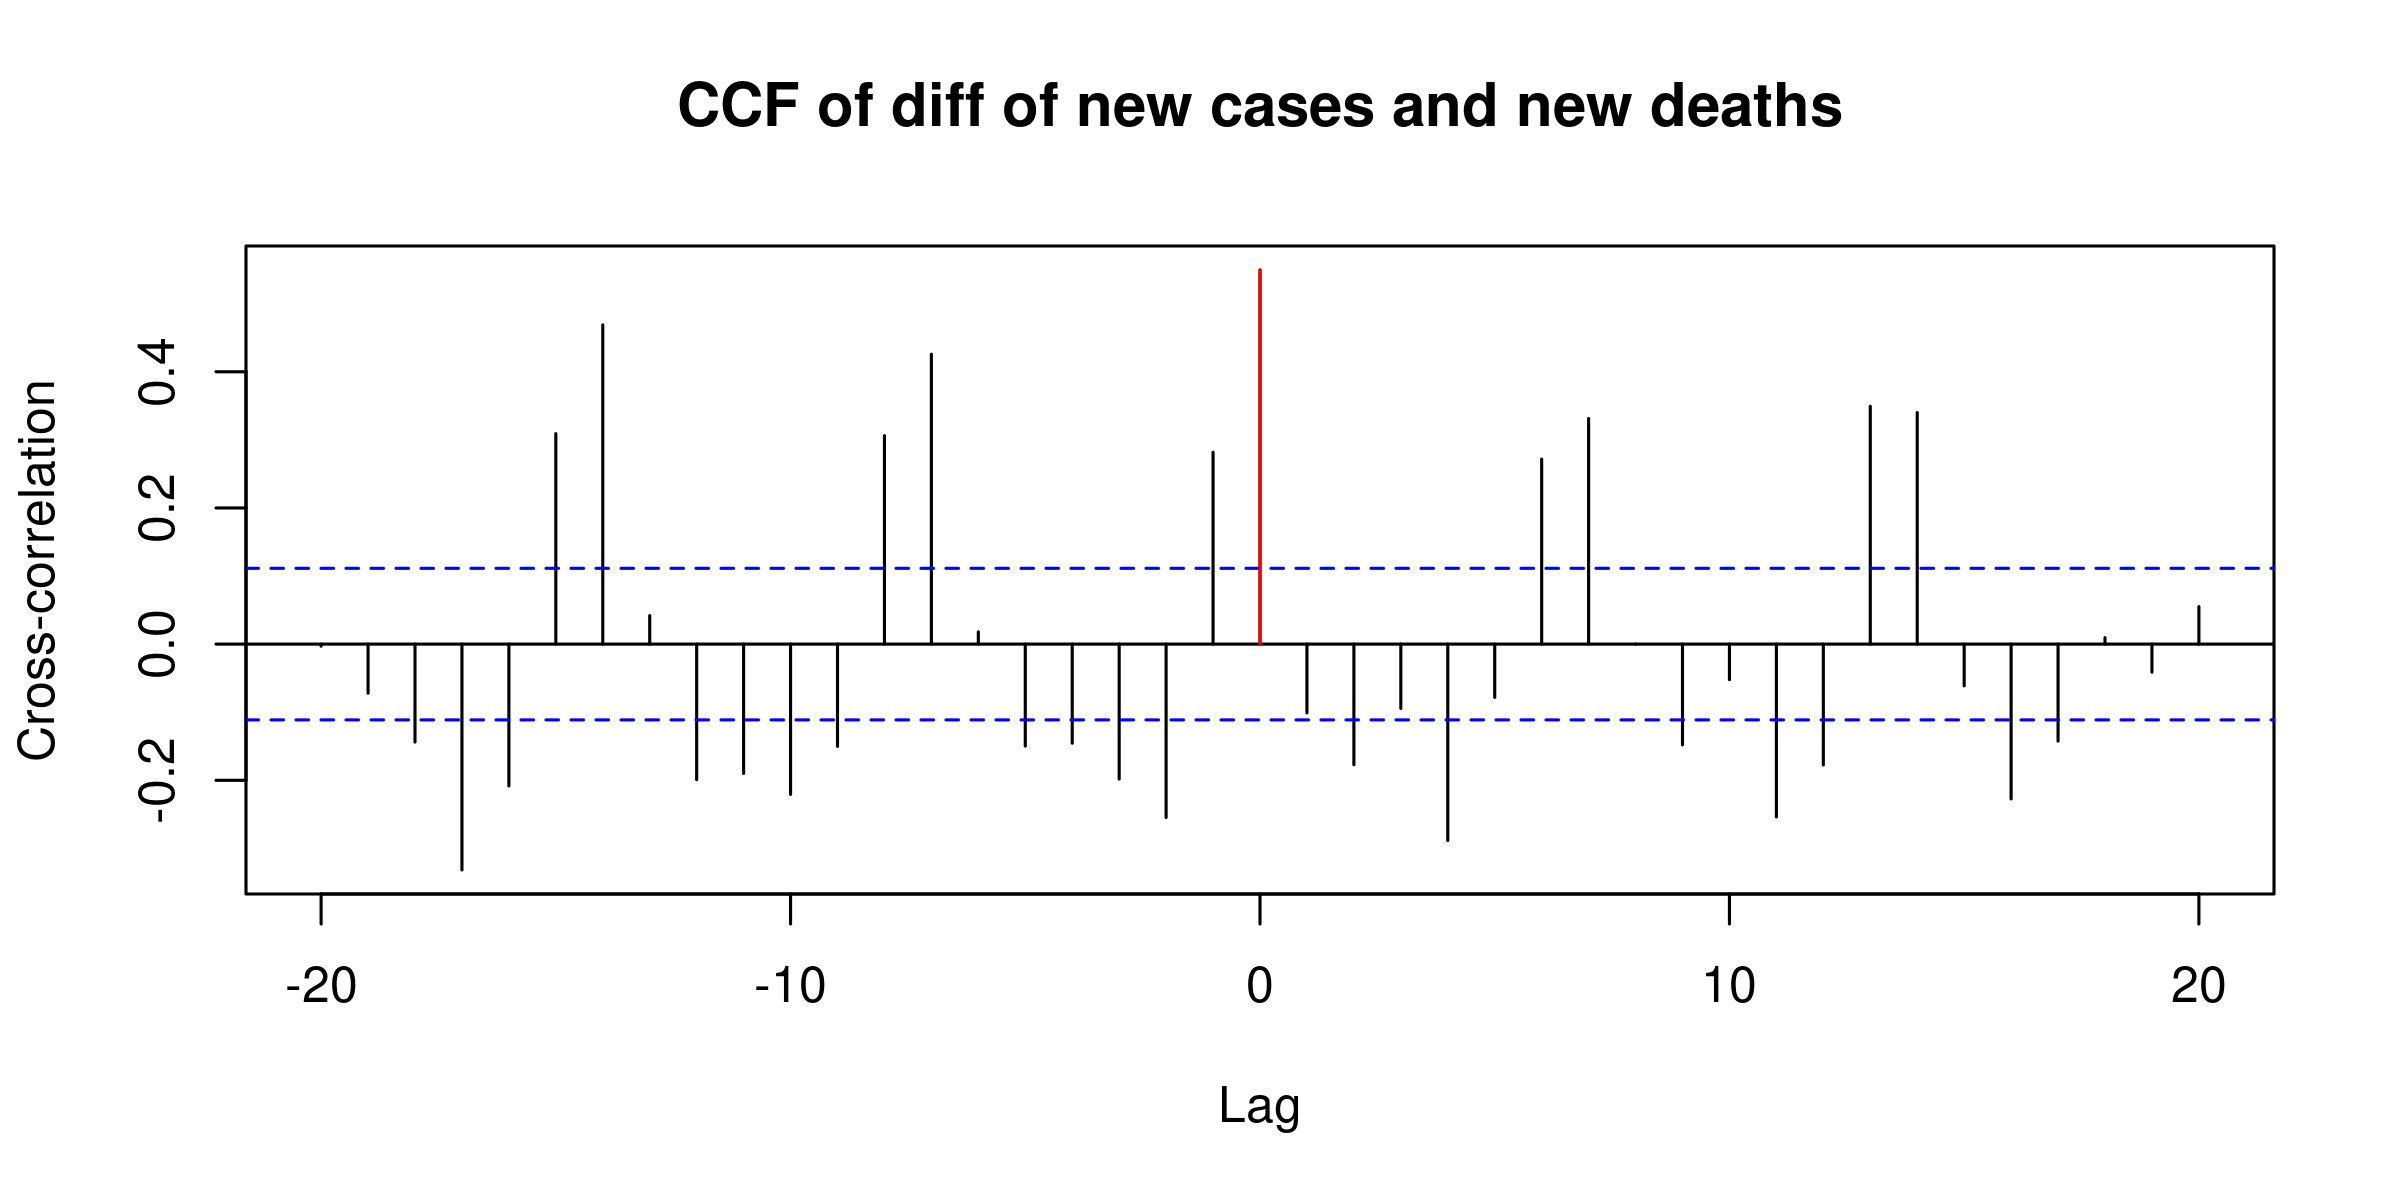 CCF of diff of new cases and new deaths
Cross-correlation
0.4
0.2
0.0
-0.2
-20 -10 0 10 20
Lag